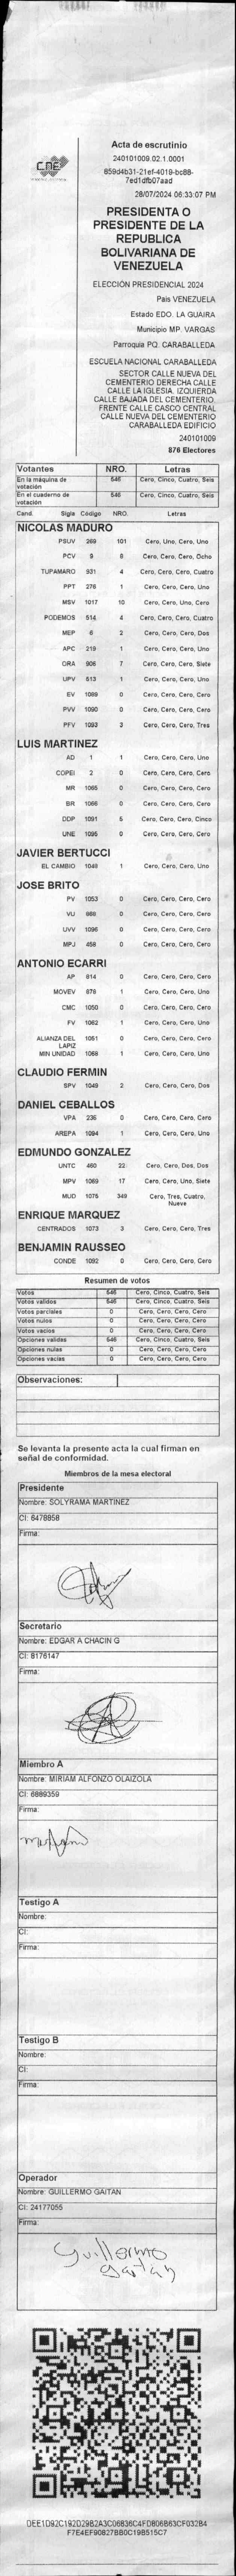 CNE
Acta de escrutinio
240101009.02.1.0001
859d4b31-21ef-4019-bc88-
7ed1dfb07aad
28/07/2024 06:33:07 PM
PRESIDENTA O
PRESIDENTE DE LA
REPUBLICA
BOLIVARIANA DE
VENEZUELA
ELECCIÓN PRESIDENCIAL 2024
Pais VENEZUELA
Estado EDO. LA GUAIRA
Municipio MP. VARGAS
Parroquia PQ. CARABALLEDA
ESCUELA NACIONAL CARABALLEDA
SECTOR CALLE NUEVA DEL
CEMENTERIO DERECHA CALLE
CALLE LA IGLESIA. IZQUIERDA
CALLE BAJADA DEL CEMENTERIO.
FRENTE CALLE CASCO CENTRAL
CALLE NUEVA DEL CEMENTERIO
CARABALLEDA EDIFICIO
240101009
876 Electores
Votantes NRO. Letras
En la máquina de votación 546 Cero, Cinco, Cuatro, Seis
En el cuaderno de votación 546 Cero, Cinco, Cuatro, Seis
Cand. Sigla Código NRO. Letras
NICOLAS MADURO
PSUV 269 101 Cero, Uno, Cero, Uno
PCV 9 8 Cero, Cero, Cero, Ocho
TUPAMARO 931 4 Cero, Cero, Cero, Cuatro
PPT 276 1 Cero, Cero, Cero, Uno
MSV 1017 10 Cero, Cero, Uno, Cero
PODEMOS 514 4 Cero, Cero, Cero, Cuatro
MEP 6 2 Cero, Cero, Cero, Dos
APC 219 1 Cero, Cero, Cero, Uno
ORA 906 7 Cero, Cero, Cero, Siete
UPV 513 1 Cero, Cero, Cero, Uno
EV 1089 0 Cero, Cero, Cero, Cero
PVV 1090 0 Cero, Cero, Cero, Cero
PFV 1093 3 Cero, Cero, Cero, Tres
LUIS MARTINEZ
AD 1 1 Cero, Cero, Cero, Uno
COPEI 2 0 Cero, Cero, Cero, Cero
MR 1065 0 Cero, Cero, Cero, Cero
BR 1066 0 Cero, Cero, Cero, Cero
DDP 1091 5 Cero, Cero, Cero, Cinco
UNE 1095 0 Cero, Cero, Cero, Cero
JAVIER BERTUCCI
EL CAMBIO 1048 1 Cero, Cero, Cero, Uno
JOSE BRITO
PV 1053 0 Cero, Cero, Cero, Cero
VU 988 0 Cero, Cero, Cero, Cero
UVV 1096 0 Cero, Cero, Cero, Cero
MPJ 458 0 Cero, Cero, Cero, Cero
ANTONIO ECARRI
AP 814 0 Cero, Cero, Cero, Cero
MOVEV 878 1 Cero, Cero, Cero, Uno
CMC 1050 0 Cero, Cero, Cero, Cero
FV 1062 1 Cero, Cero, Cero, Uno
ALIANZA DEL LAPIZ 1051 0 Cero, Cero, Cero, Cero
MIN UNIDAD 1068 1 Cero, Cero, Cero, Uno
CLAUDIO FERMIN
SPV 1049 2 Cero, Cero, Cero, Dos
DANIEL CEBALLOS
VPA 236 0 Cero, Cero, Cero, Cero
AREPA 1094 1 Cero, Cero, Cero, Uno
EDMUNDO GONZALEZ
UNTC 460 22 Cero, Cero, Dos, Dos
MPV 1069 17 Cero, Cero, Uno, Siete
MUD 1075 349 Cero, Tres, Cuatro, Nueve
ENRIQUE MARQUEZ
CENTRADOS 1073 3 Cero, Cero, Cero, Tres
BENJAMIN RAUSSEO
CONDE 1092 0 Cero, Cero, Cero, Cero
Resumen de votos
Votos 546 Cero, Cinco, Cuatro, Seis
Votos validos 546 Cero, Cinco, Cuatro, Seis
Votos parciales 0 Cero, Cero, Cero, Cero
Votos nulos 0 Cero, Cero, Cero, Cero
Votos vacios 0 Cero, Cero, Cero, Cero
Opciones validas 546 Cero, Cinco, Cuatro, Seis
Opciones nulas 0 Cero, Cero, Cero, Cero
Opciones vacias 0 Cero, Cero, Cero, Cero
Observaciones:
Se levanta la presente acta la cual firman en
señal de conformidad.
Miembros de la mesa electoral
Presidente
Nombre: SOLYRAMA MARTINEZ
CI: 6478858
Firma:
Secretario
Nombre: EDGAR A CHACIN G
CI: 8176147
Firma:
Miembro A
Nombre: MIRIAM ALFONZO OLAIZOLA
CI: 6889359
Firma:
Testigo A
Nombre:
CI:
Firma:
Testigo B
Nombre:
CI:
Firma:
Operador
Nombre: GUILLERMO GAITAN
CI: 24177055
Firma:
Guillermo
gaitan
DEE1D92C192D29B2A3C06836C4FD806B63CF032B4
F7E4EF90827BB0C19B515C7